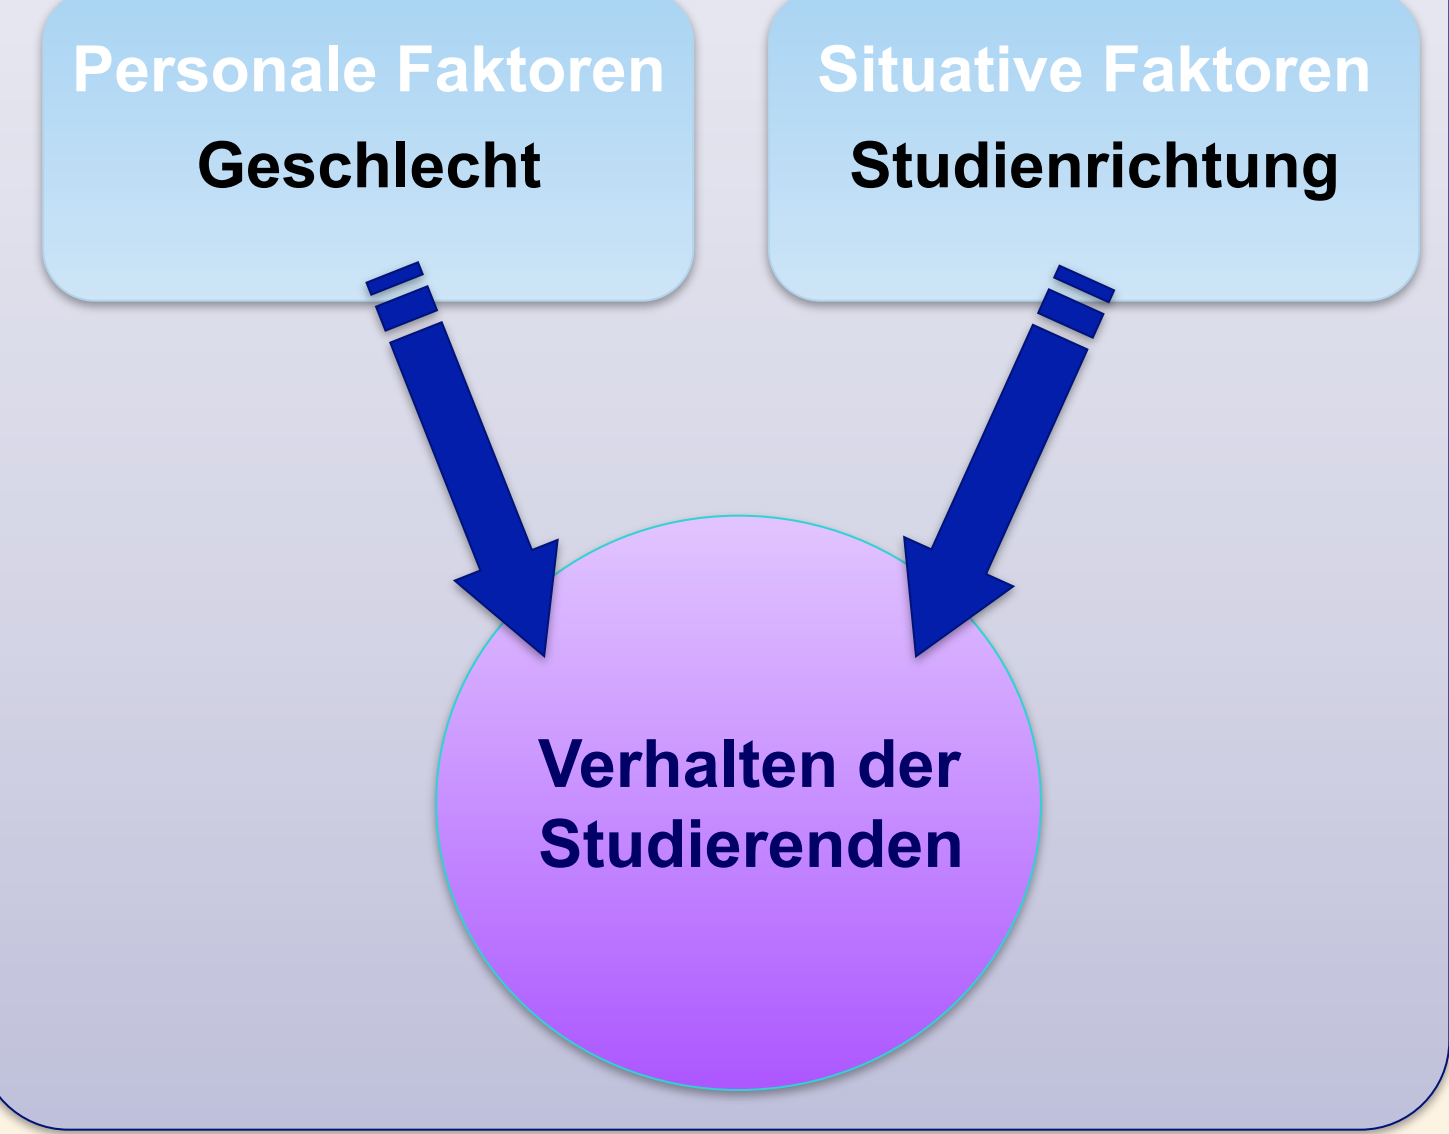 Personale Faktoren
Geschlecht
Situative Faktoren
Studienrichtung
Verhalten der
Studierenden